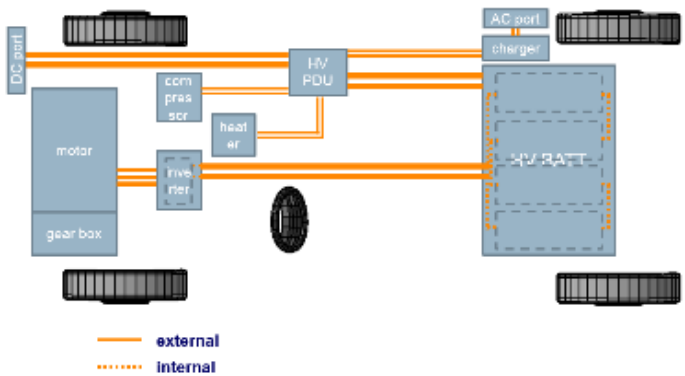 AC port
DC port
charger
HV
PDU
com
pres
sor
heat
er
motor
HV BATT
inve
rter
gear box
external
internal